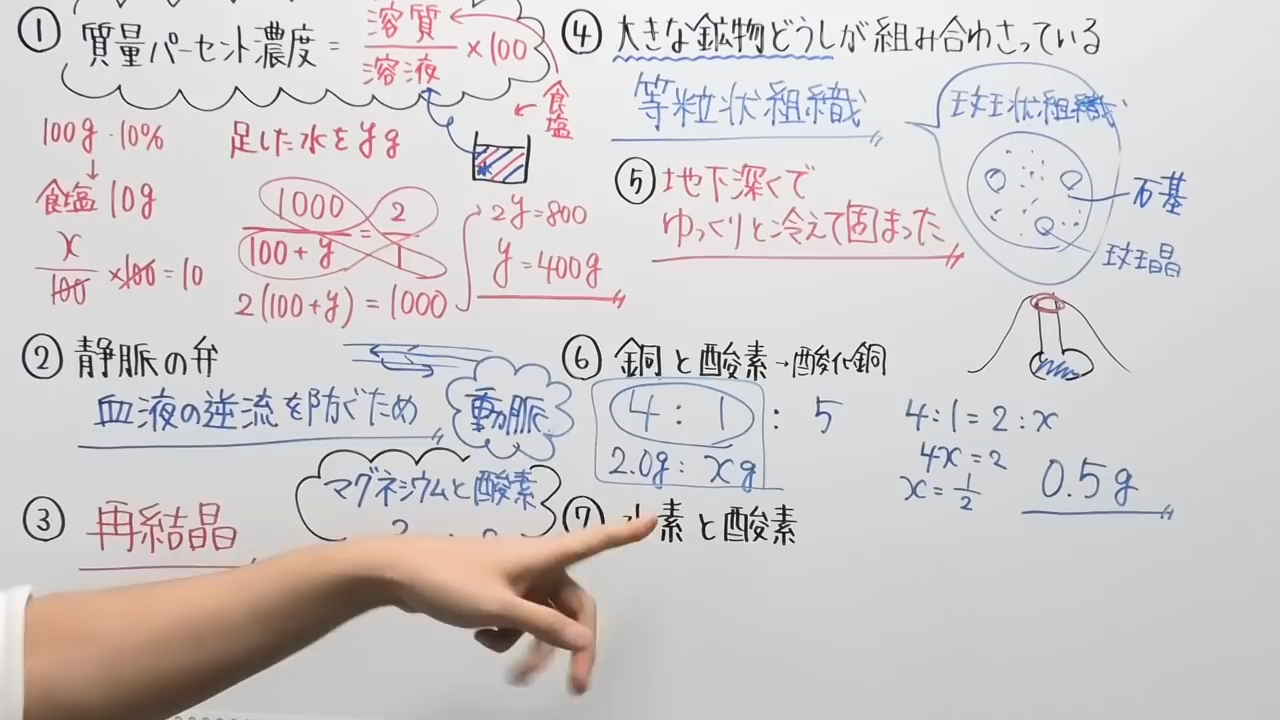 ① 質量パーセント濃度 = 溶質/溶液 ×100
食塩
100g 10%
↓
食塩 10g
x/100 ×100 = 10
足した水を y g
1000/100+y = 2/1
2(100+y) = 1000
2y=800
y=400g
② 静脈の弁
血液の逆流を防ぐため
動脈
③ 再結晶
マグネシウムと酸素
④ 大きな鉱物どうしが組み合わさっている
等粒状組織
斑状組織
石基
斑晶
⑤ 地下深くで
ゆっくりと冷えて固まった
⑥ 銅と酸素→酸化銅
4 : 1 : 5
2.0g : xg
4:1=2:x
4x=2
x=1/2
0.5g
⑦ 水素と酸素